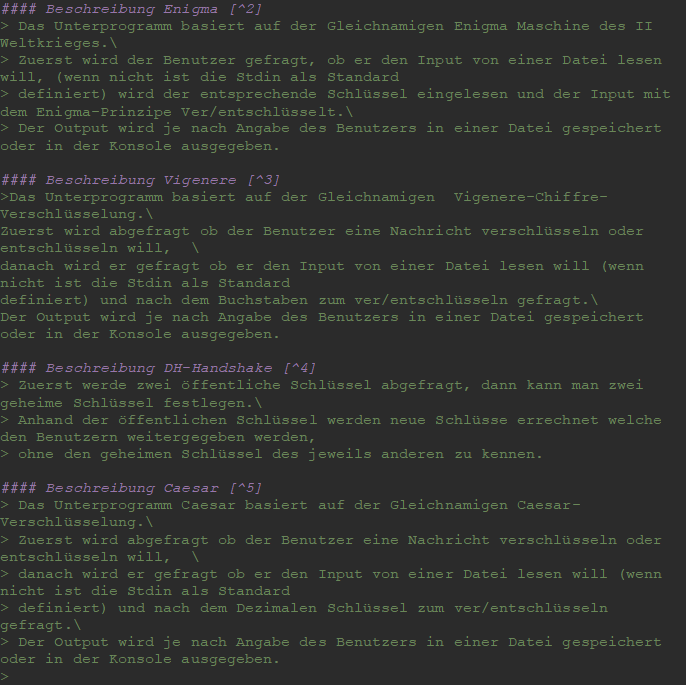 #### Beschreibung Enigma [^2]
> Das Unterprogramm basiert auf der Gleichnamigen Enigma Maschine des II
Weltkrieges.\
> Zuerst wird der Benutzer gefragt, ob er den Input von einer Datei lesen
will, (wenn nicht ist die Stdin als Standard
> definiert) wird der entsprechende Schlüssel eingelesen und der Input mit
dem Enigma-Prinzipe Ver/entschlüsselt.\
> Der Output wird je nach Angabe des Benutzers in einer Datei gespeichert
oder in der Konsole ausgegeben.

#### Beschreibung Vigenere [^3]
>Das Unterprogramm basiert auf der Gleichnamigen  Vigenere-Chiffre-
Verschlüsselung.\
Zuerst wird abgefragt ob der Benutzer eine Nachricht verschlüsseln oder
entschlüsseln will,  \
danach wird er gefragt ob er den Input von einer Datei lesen will (wenn
nicht ist die Stdin als Standard
definiert) und nach dem Buchstaben zum ver/entschlüsseln gefragt.\
Der Output wird je nach Angabe des Benutzers in einer Datei gespeichert
oder in der Konsole ausgegeben.

#### Beschreibung DH-Handshake [^4]
> Zuerst werde zwei öffentliche Schlüssel abgefragt, dann kann man zwei
geheime Schlüssel festlegen.\
> Anhand der öffentlichen Schlüssel werden neue Schlüsse errechnet welche
den Benutzern weitergegeben werden,
> ohne den geheimen Schlüssel des jeweils anderen zu kennen.

#### Beschreibung Caesar [^5]
> Das Unterprogramm Caesar basiert auf der Gleichnamigen Caesar-
Verschlüsselung.\
> Zuerst wird abgefragt ob der Benutzer eine Nachricht verschlüsseln oder
entschlüsseln will,  \
> danach wird er gefragt ob er den Input von einer Datei lesen will (wenn
nicht ist die Stdin als Standard
> definiert) und nach dem Dezimalen Schlüssel zum ver/entschlüsseln
gefragt.\
> Der Output wird je nach Angabe des Benutzers in einer Datei gespeichert
oder in der Konsole ausgegeben.
>